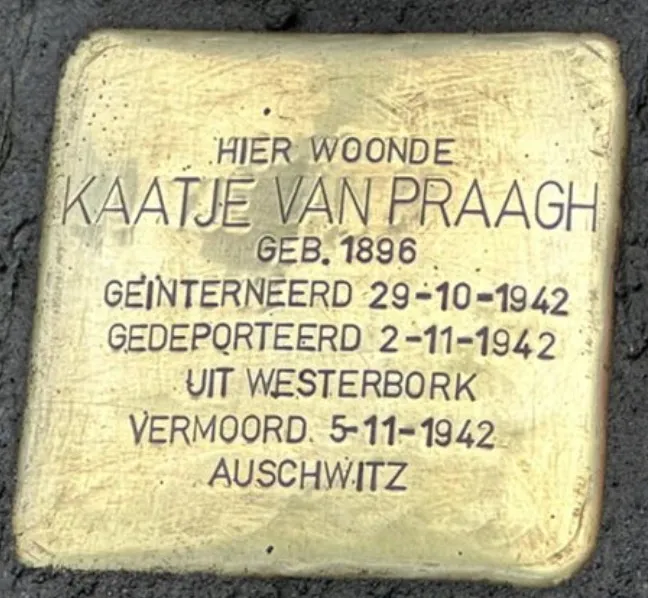 HIER WOONDE
KAATJE VAN PRAAGH
GEB. 1896
GEÏNTERNEERD 29-10-1942
GEDEPORTEERD 2-11-1942
UIT WESTERBORK
VERMOORD 5-11-1942
AUSCHWITZ